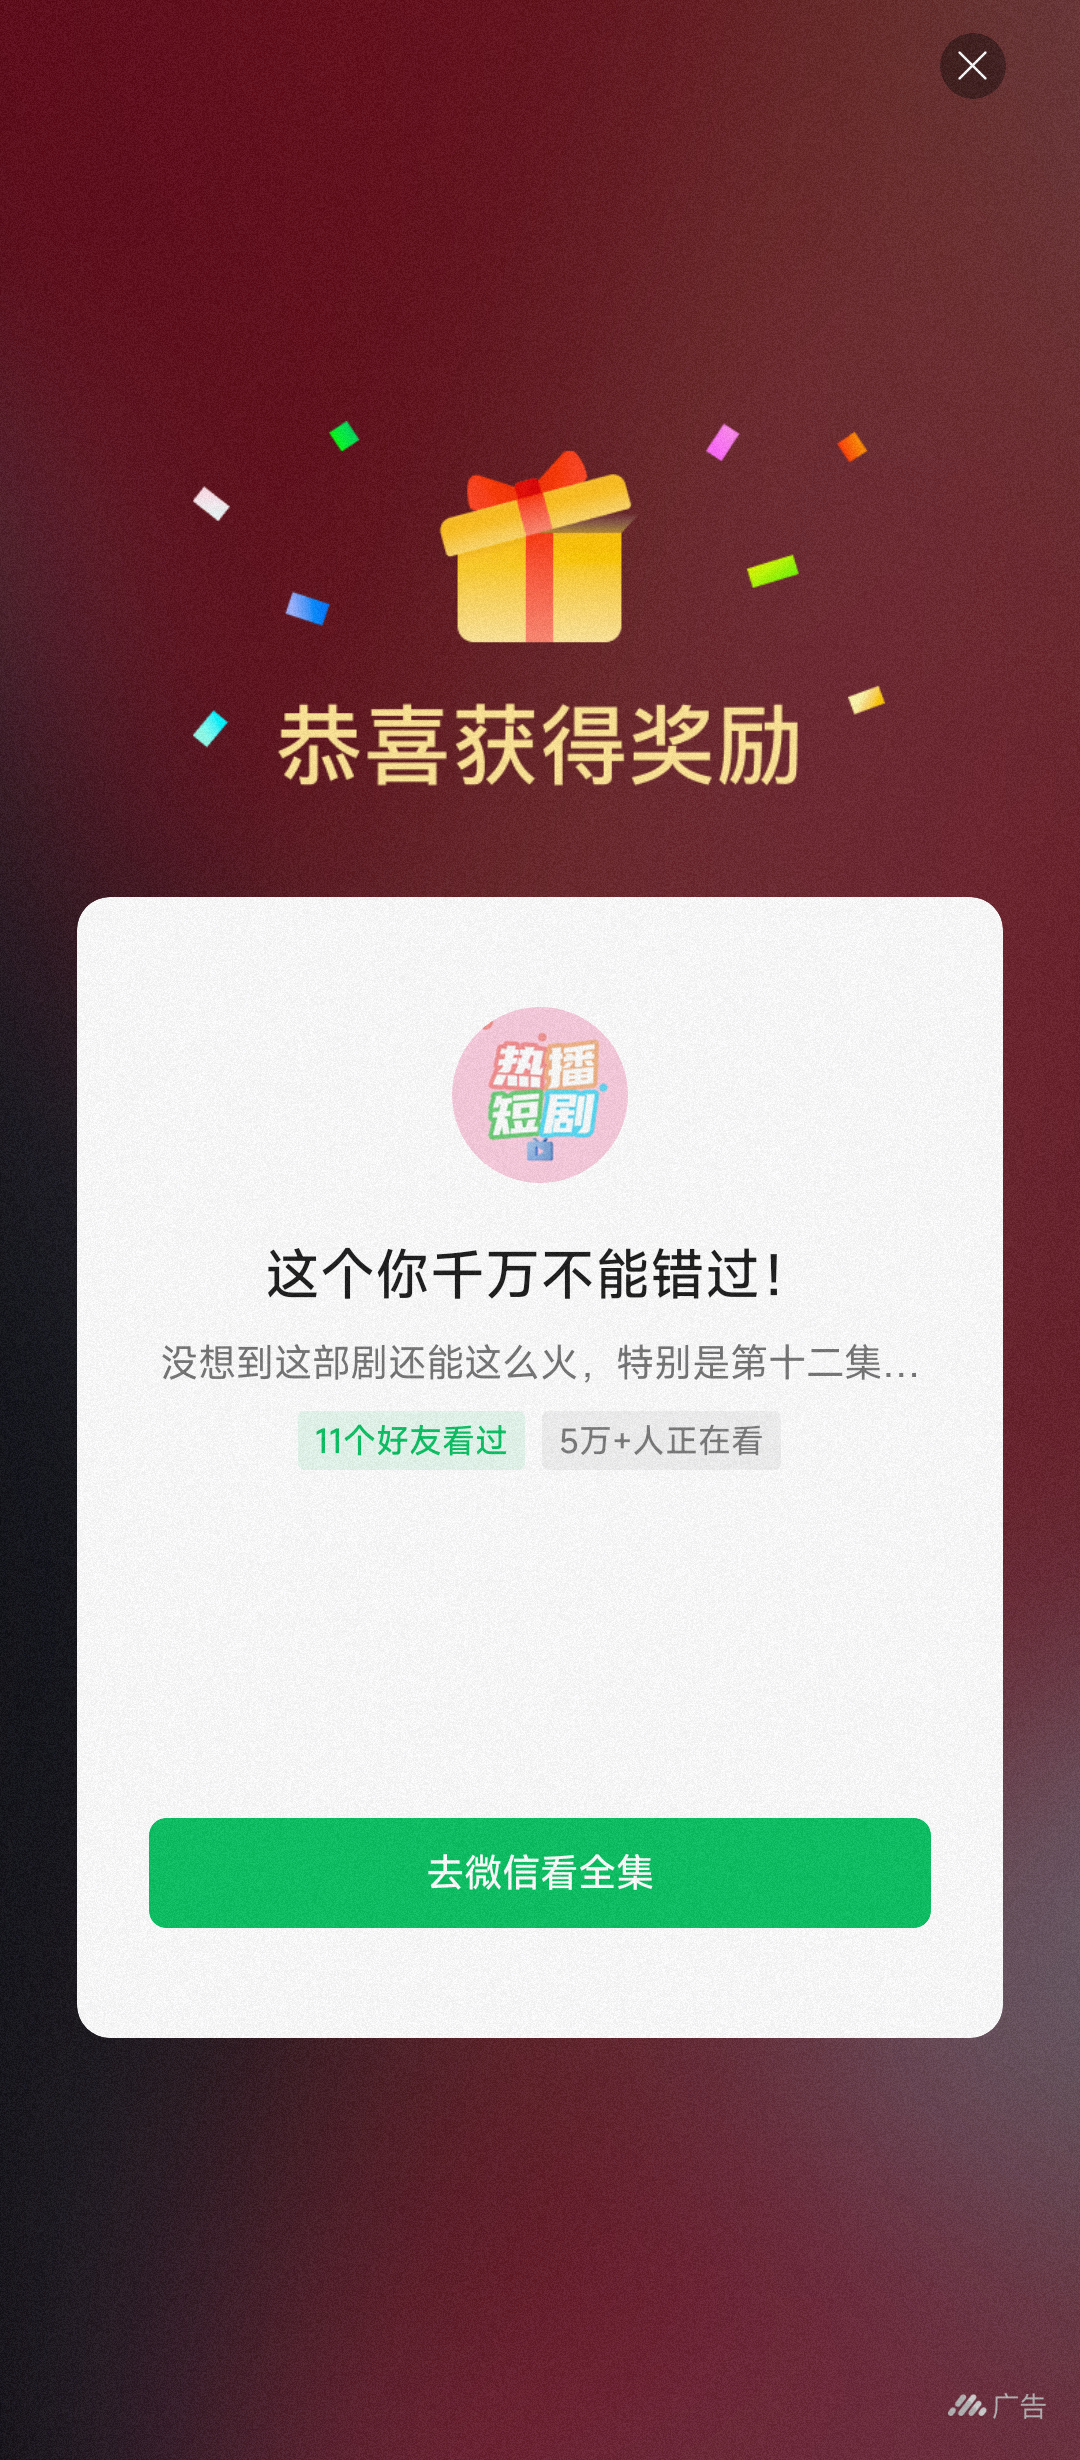 恭喜获得奖励
热播
短剧
这个你千万不能错过!
没想到这部剧还能这么火，特别是第十二集...
11个好友看过
5万+人正在看
去微信看全集
广告